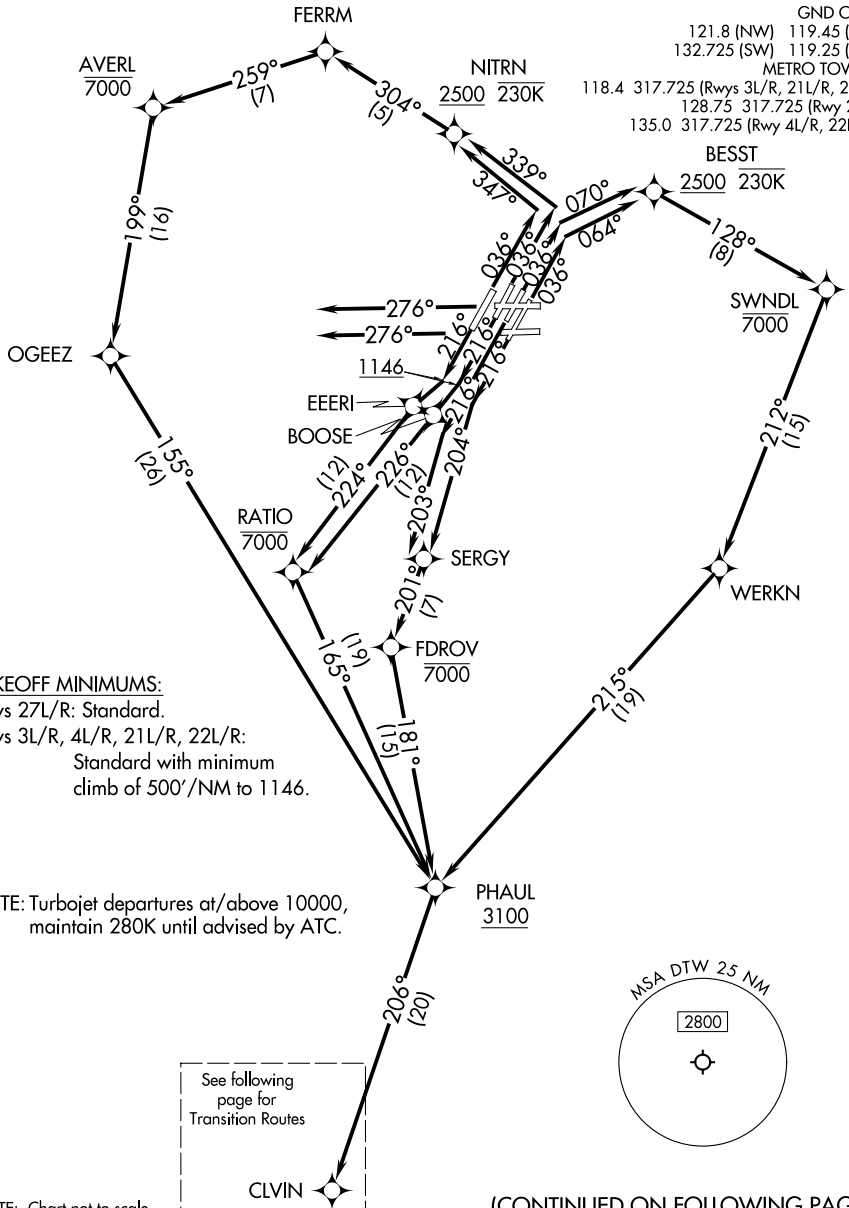 FERRM
GND C
121.8 (NW) 119.45 (
132.725 (SW) 119.25 (
METRO TOW
118.4 317.725 (Rwys 3L/R, 21L/R, 2
128.75 317.725 (Rwy 2
135.0 317.725 (Rwy 4L/R, 22
AVERL
7000
259°
(7)
304°
(5)
NITRN
2500 230K
339°
347°
BESST
2500 230K
070°
064°
128°
(8)
199°
(16)
036°
036°
036°
036°
SWNDL
7000
276°
276°
216°
216°
216°
216°
OGEEZ
1146
EEERI
BOOSE
155°
(26)
(12)
224°
226°
(12)
203°
204°
212°
(15)
RATIO
7000
SERGY
201°
(7)
WERKN
FDROV
7000
165°
(19)
181°
(15)
215°
(19)
KEOFF MINIMUMS:
ys 27L/R: Standard.
ys 3L/R, 4L/R, 21L/R, 22L/R:
Standard with minimum
climb of 500'/NM to 1146.
TE: Turbojet departures at/above 10000,
maintain 280K until advised by ATC.
PHAUL
3100
206°
(20)
MSA DTW 25 NM
2800
See following
page for
Transition Routes
CLVIN
TE: Chart not to scale
(CONTINUED ON FOLLOWING PAG